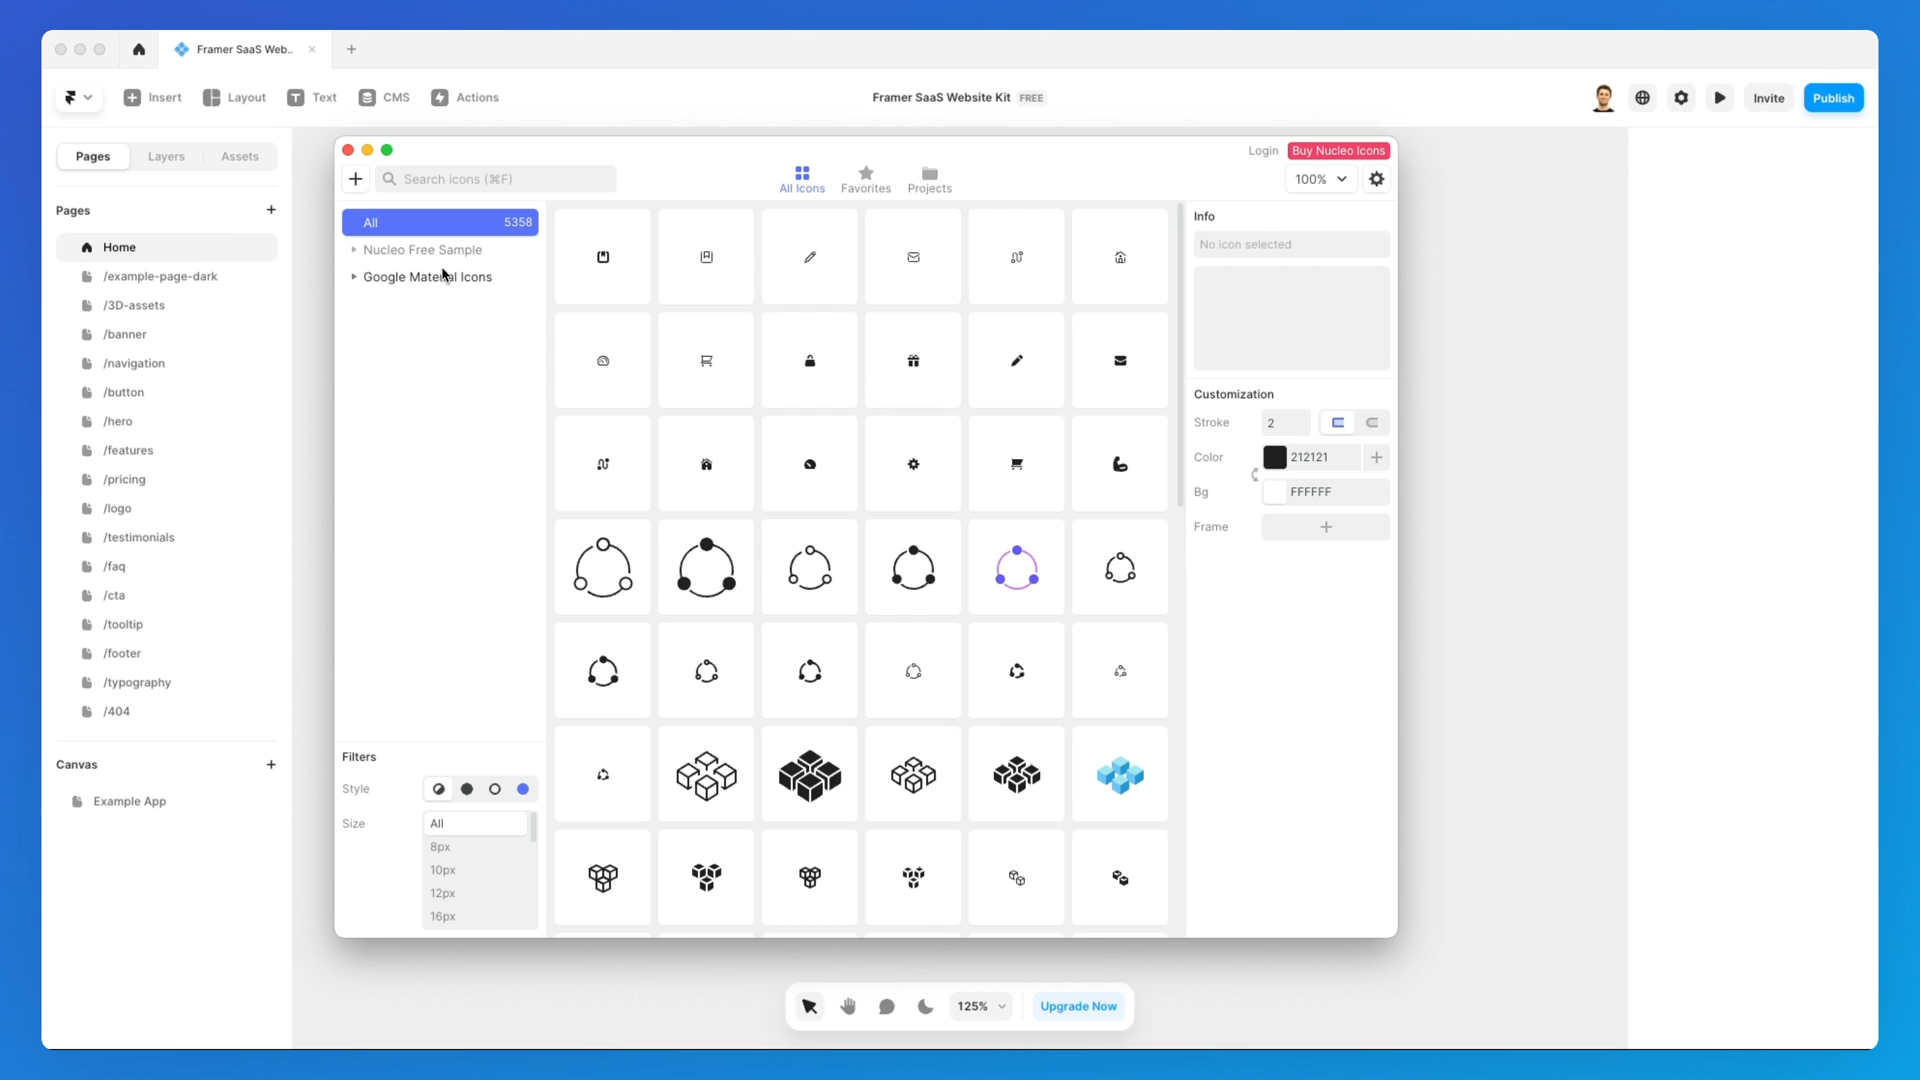 Framer SaaS Web..
Insert
Layout
Text
CMS
Actions
Framer SaaS Website Kit FREE
Invite
Publish
Pages
Layers
Assets
Pages
Home
/example-page-dark
/3D-assets
/banner
/navigation
/button
/hero
/features
/pricing
/logo
/testimonials
/faq
/cta
/tooltip
/footer
/typography
/404
Canvas
Example App
Login
Buy Nucleo Icons
Search icons (⌘F)
All Icons
Favorites
Projects
100%
All 5358
Nucleo Free Sample
Google Material Icons
Filters
Style
Size
All
8px
10px
12px
16px
Info
No icon selected
Customization
Stroke 2
Color 212121
Bg FFFFFF
Frame
125%
Upgrade Now